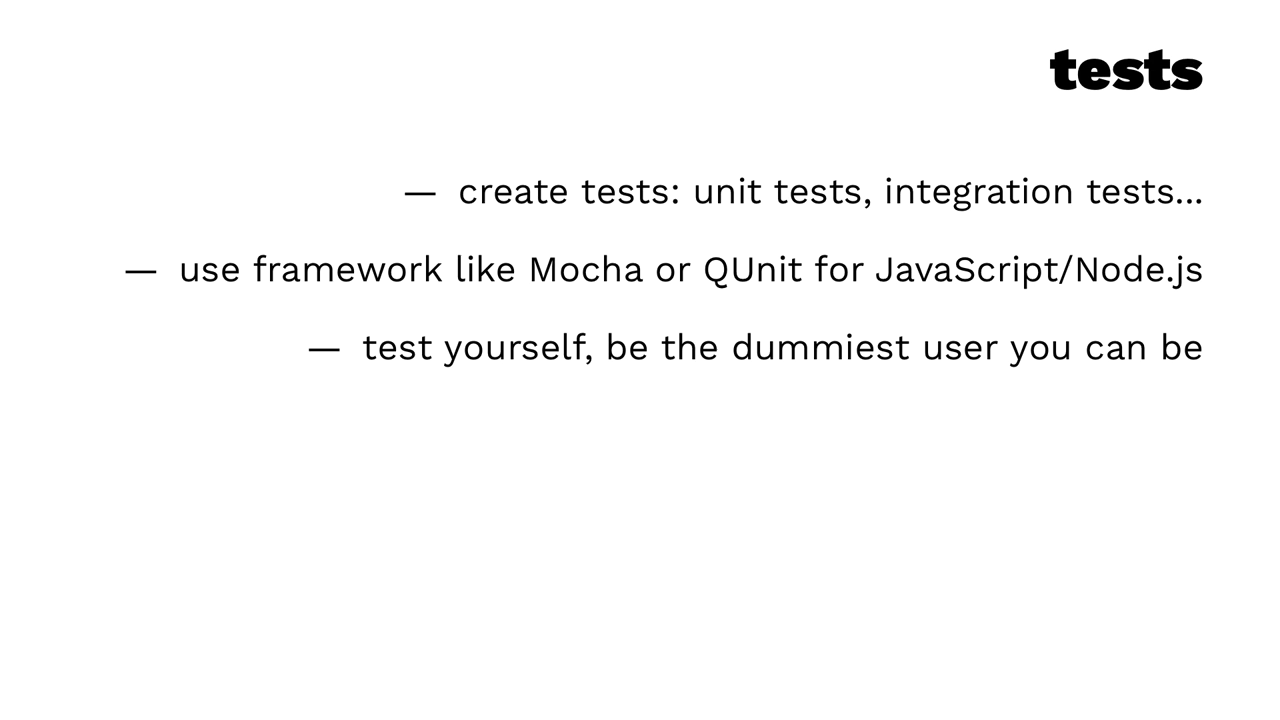 tests
— create tests: unit tests, integration tests...
— use framework like Mocha or QUnit for JavaScript/Node.js
— test yourself, be the dummiest user you can be